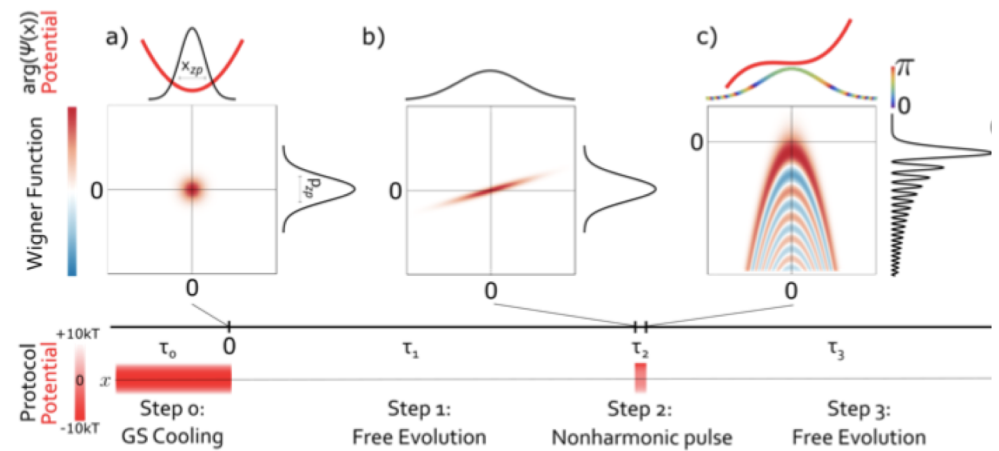 arg(Ψ(x))
Potential
a)
b)
c)
x_zp
π
0
Wigner Function
0
0
0
p_zp
0
0
0
+10kT
0
-10kT
Protocol
Potential
x
τ₀
0
τ₁
τ₂
τ₃
Step 0:
GS Cooling
Step 1:
Free Evolution
Step 2:
Nonharmonic pulse
Step 3:
Free Evolution